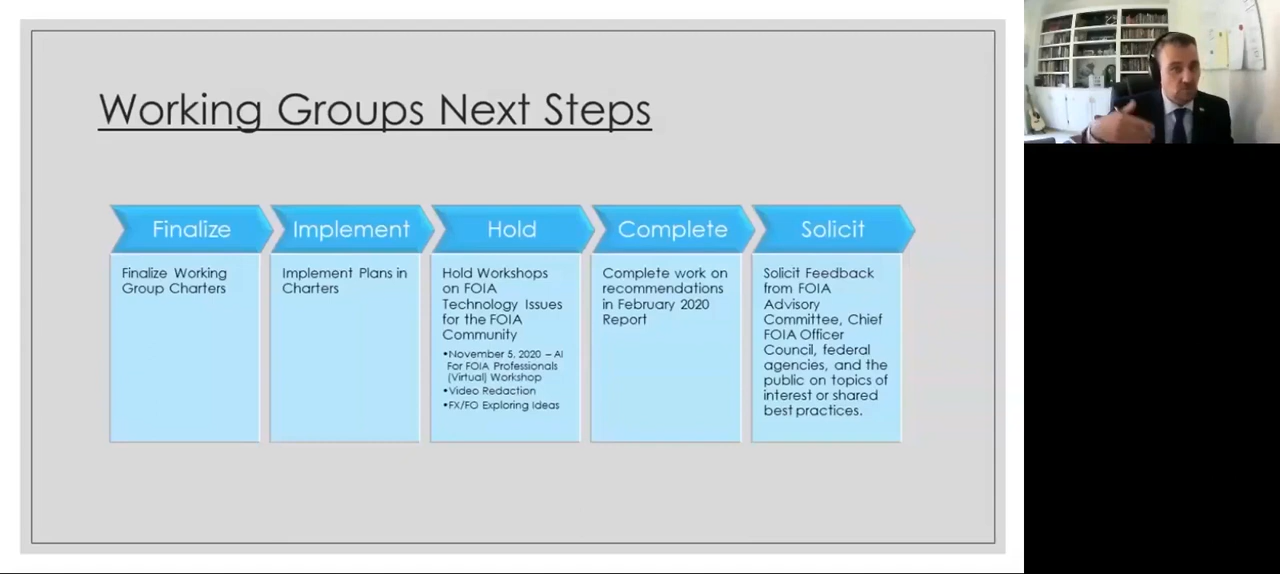 Working Groups Next Steps
Finalize
Finalize Working
Group Charters
Implement
Implement Plans in
Charters
Hold
Hold Workshops
on FOIA
Technology Issues
for the FOIA
Community
•November 5, 2020 – AI
For FOIA Professionals
(Virtual) Workshop
•Video Redaction
•FX/FO Exploring Ideas
Complete
Complete work on
recommendations
in February 2020
Report
Solicit
Solicit Feedback
from FOIA
Advisory
Committee, Chief
FOIA Officer
Council, federal
agencies, and the
public on topics of
interest or shared
best practices.